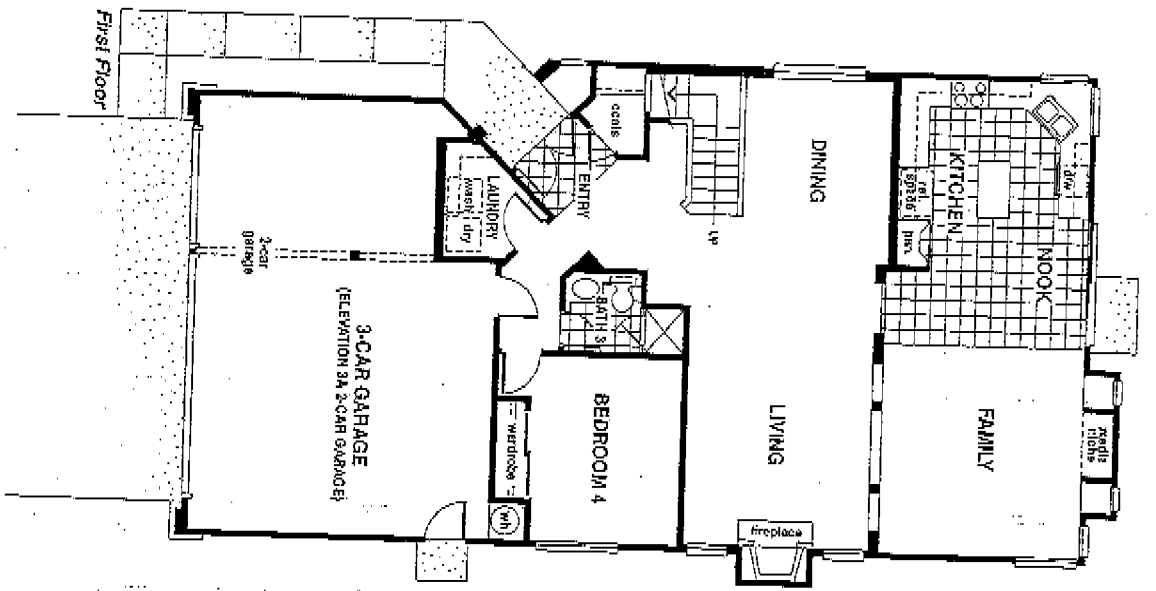 First Floor
NOOK
KITCHEN
d/w
ref.
space
pan
FAMILY
media
niche
DINING
LIVING
fireplace
up
coats
ENTRY
LAUNDRY
wash
dry
BATH 3
BEDROOM 4
wardrobe
wh
2-car
garage
3-CAR GARAGE
(ELEVATION 3A 2-CAR GARAGE)